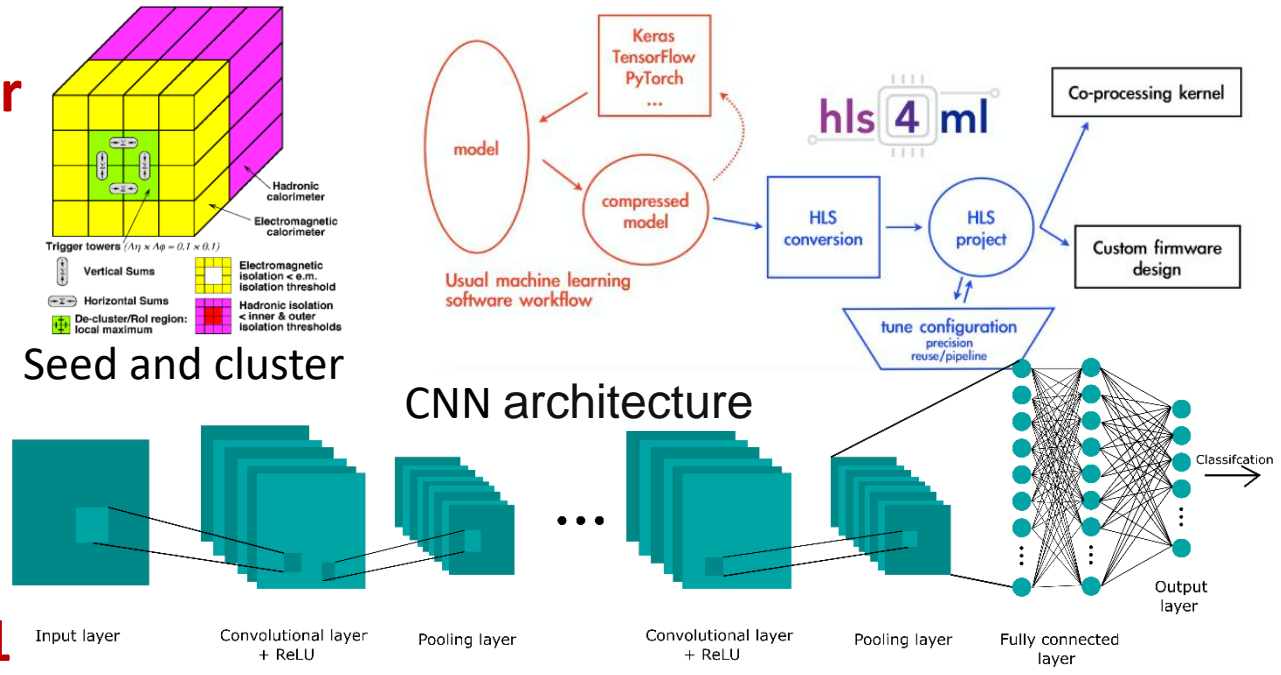 r
Hadronic
calorimeter
Electromagnetic
calorimeter
Trigger towers (Δη × Δφ = 0.1 × 0.1)
Vertical Sums
Horizontal Sums
De-cluster/RoI region:
local maximum
Electromagnetic
isolation < e.m.
isolation threshold
Hadronic isolation
< inner & outer
isolation thresholds
Σ
Σ
Σ
Σ
Σ
Σ
Seed and cluster
Keras
TensorFlow
PyTorch
...
model
compressed
model
Usual machine learning
software workflow
hls 4 ml
HLS
conversion
HLS
project
Co-processing kernel
Custom firmware
design
tune configuration
precision
reuse/pipeline
CNN architecture
...
Classifcation
Output
layer
1
Input layer
Convolutional layer
+ ReLU
Pooling layer
Convolutional layer
+ ReLU
Pooling layer
Fully connected
layer